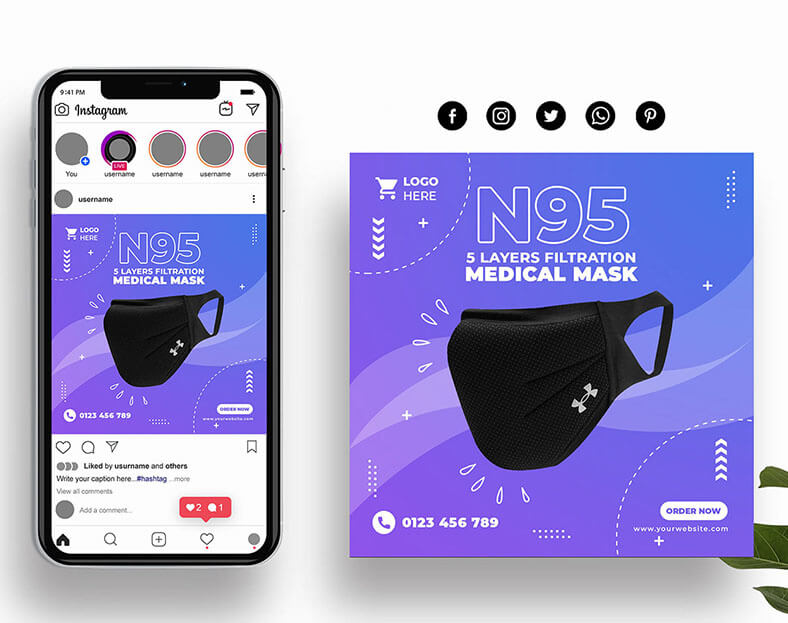 9:41 PM
Instagram
LIVE
You
username
username
username
username
username
LOGO
HERE
N95
5 LAYERS FILTRATION
MEDICAL MASK
0123 456 789
ORDER NOW
www.yourwebsite.com
Liked by usurname and others
Write your caption here...#hashtag ...more
View all comments
Add a comment...
2
1
LOGO
HERE
N95
5 LAYERS FILTRATION
MEDICAL MASK
0123 456 789
ORDER NOW
www.yourwebsite.com